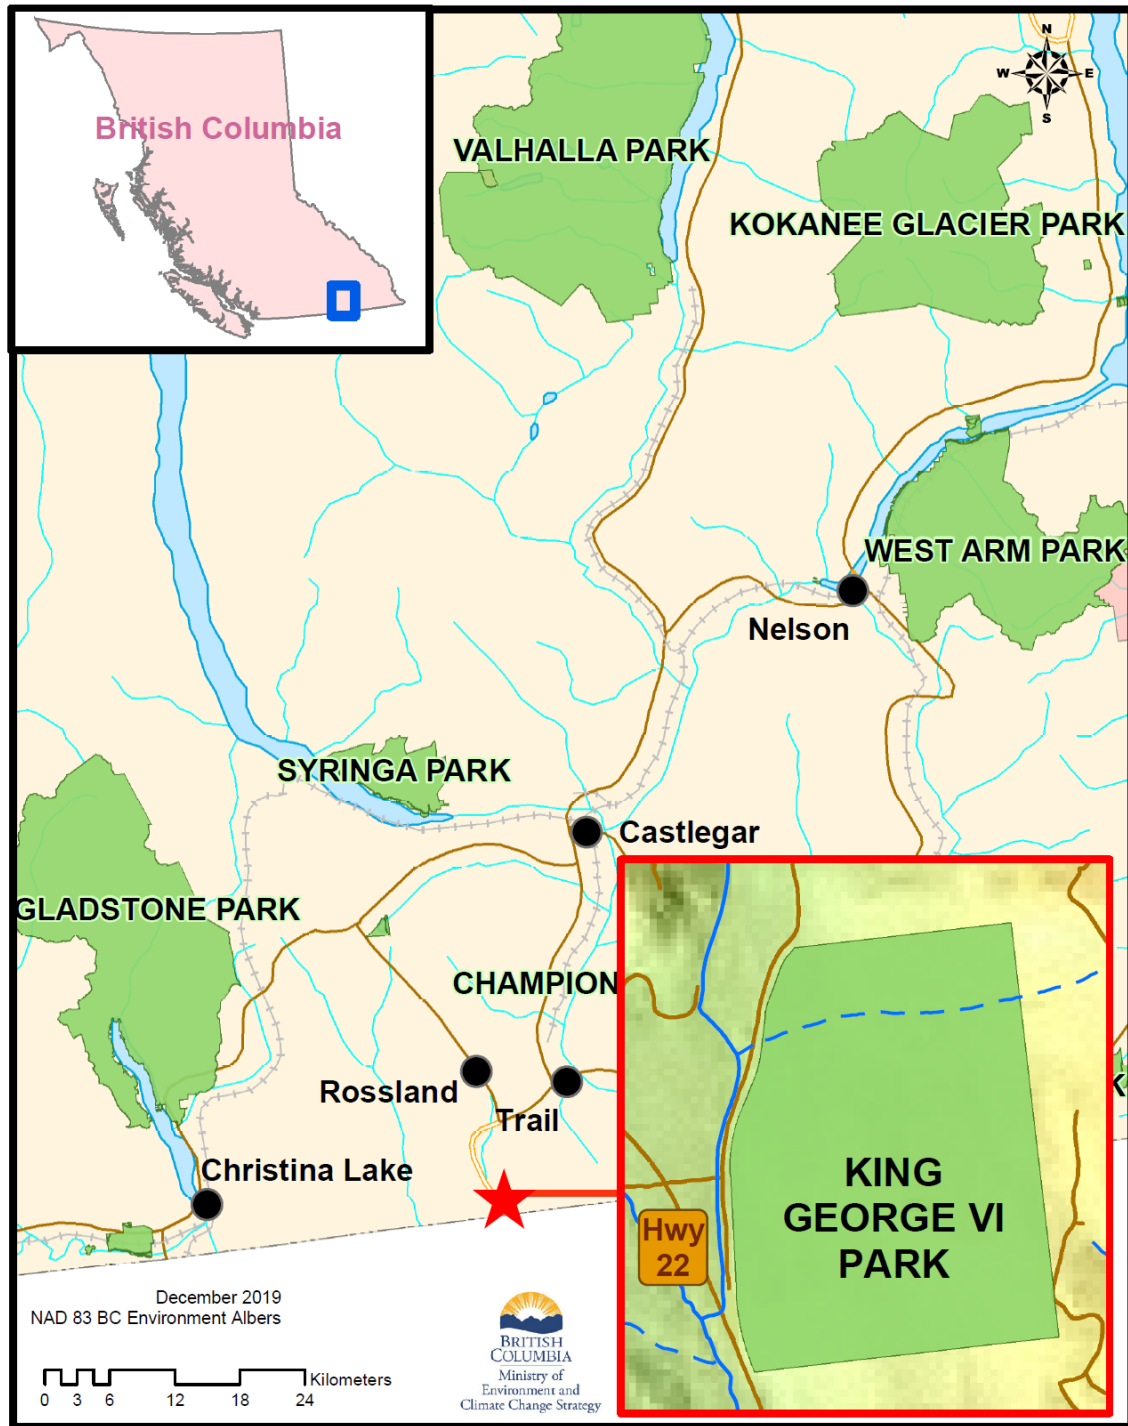 British Columbia
N
W
E
S
VALHALLA PARK
KOKANEE GLACIER PARK
WEST ARM PARK
Nelson
SYRINGA PARK
Castlegar
GLADSTONE PARK
CHAMPION
Rossland
Trail
Christina Lake
KING
GEORGE VI
PARK
Hwy
22
December 2019
NAD 83 BC Environment Albers
Kilometers
0 3 6 12 18 24
BRITISH
COLUMBIA
Ministry of
Environment and
Climate Change Strategy